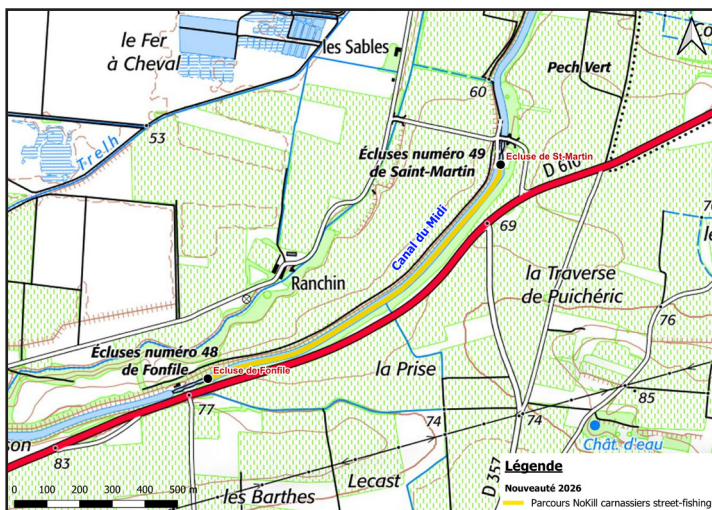 le Fer
à Cheval
les Sables
Pech Vert
60
53
Trelh
Écluses numéro 49
de Saint-Martin
Ecluse de St-Martin
D 610
Canal du Midi
69
Ranchin
la Traverse
de Puichéric
76
Écluses numéro 48
de Fonfile
Ecluse de Fonfile
la Prise
77
74
74
85
Chât. d'eau
son
83
D 357
les Barthes
Lecast
0 100 200 300 400 500 m
Légende
Nouveauté 2026
Parcours NoKill carnassiers street-fishing